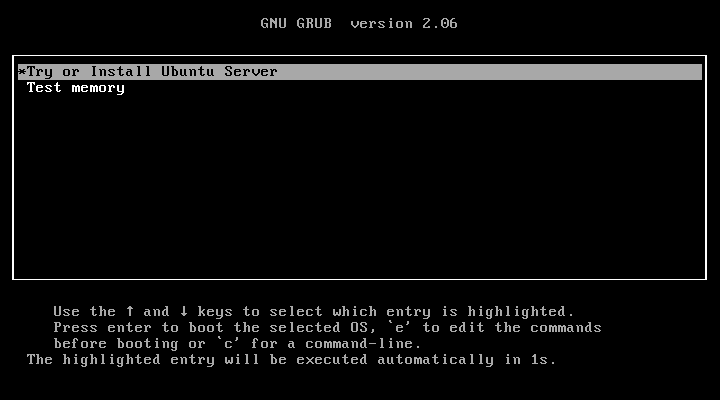 GNU GRUB  version 2.06
*Try or Install Ubuntu Server
Test memory
Use the ↑ and ↓ keys to select which entry is highlighted.
Press enter to boot the selected OS, `e' to edit the commands
before booting or `c' for a command-line.
The highlighted entry will be executed automatically in 1s.